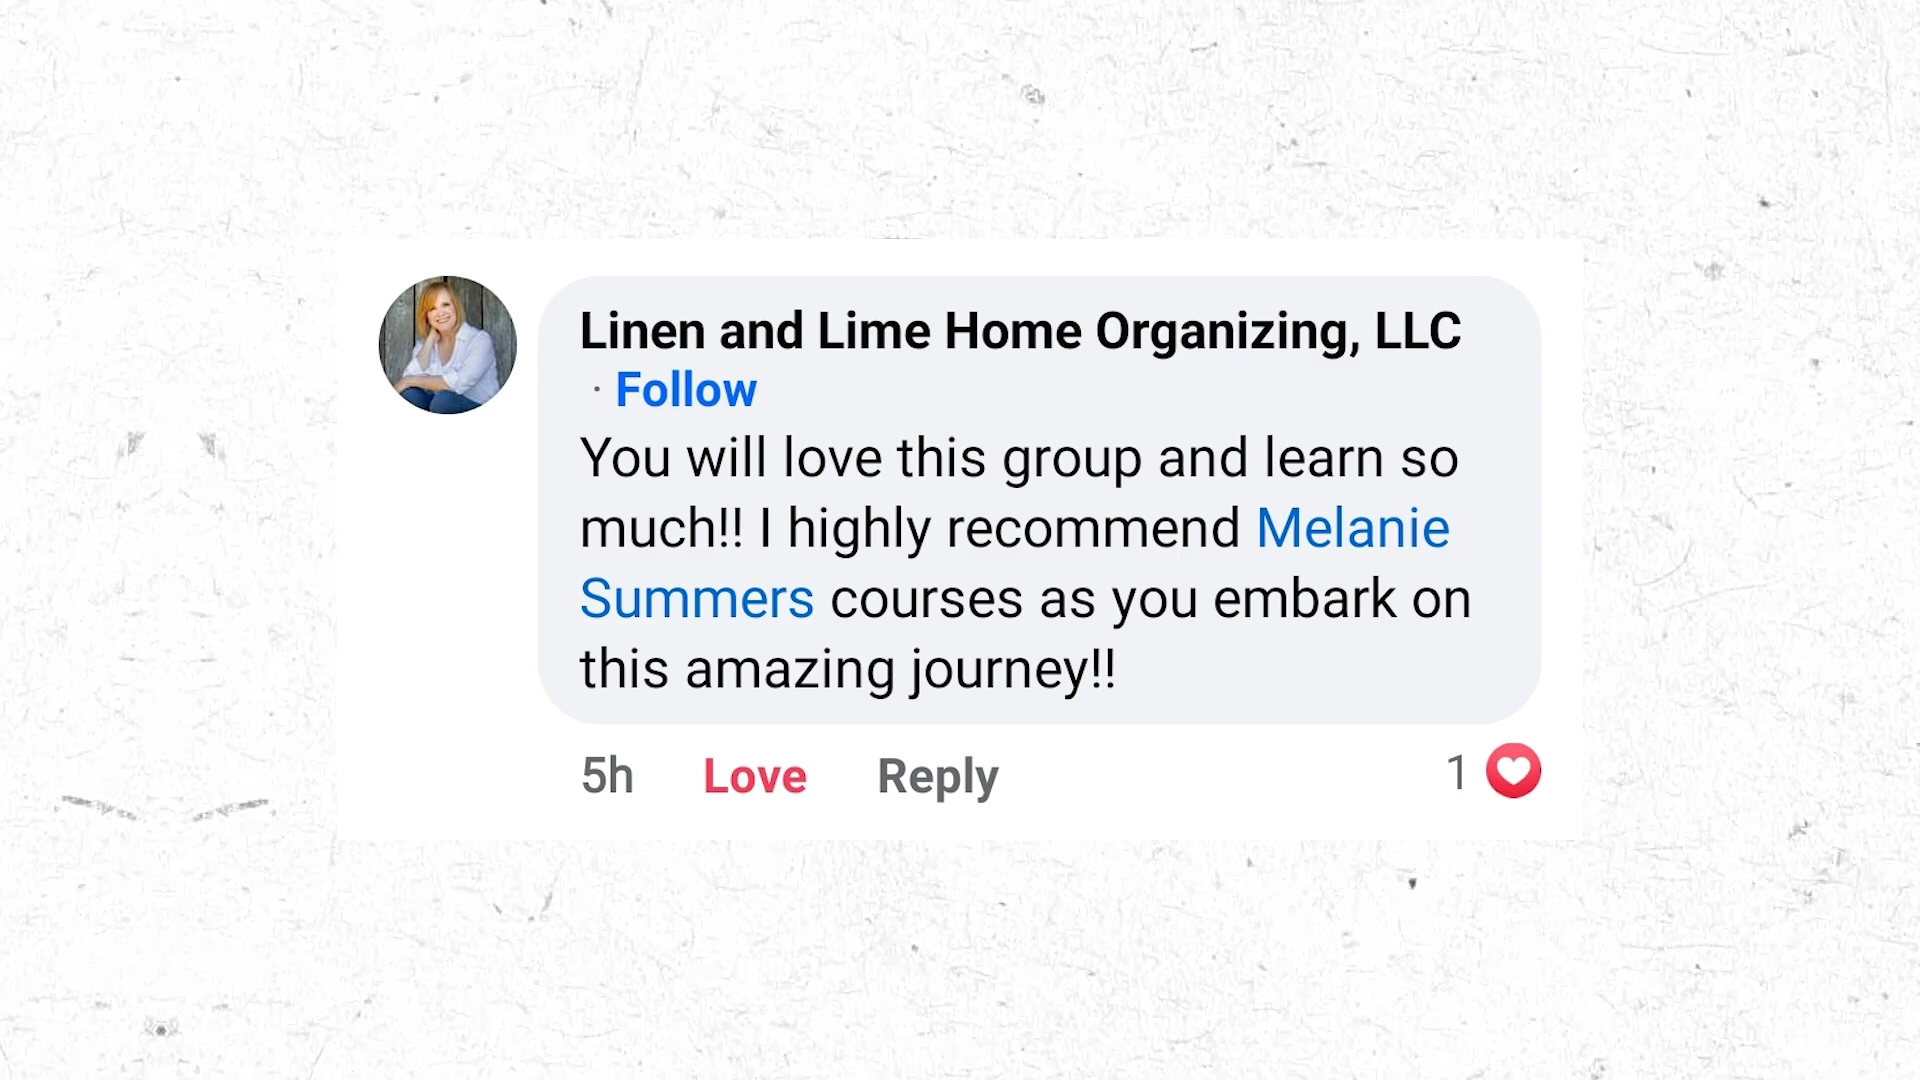 Linen and Lime Home Organizing, LLC
· Follow
You will love this group and learn so
much!! I highly recommend Melanie
Summers courses as you embark on
this amazing journey!!
5h Love Reply 1